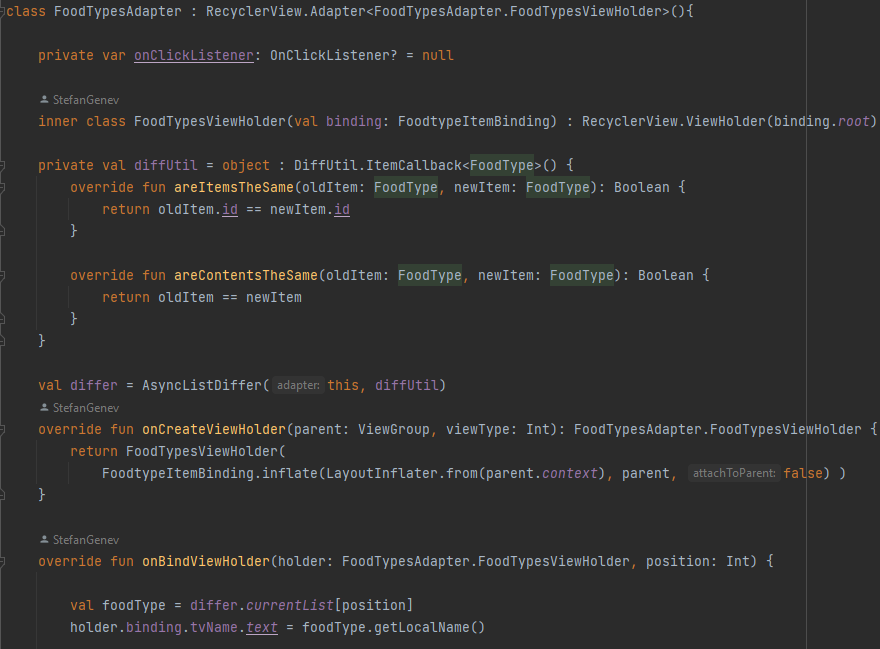 class FoodTypesAdapter : RecyclerView.Adapter<FoodTypesAdapter.FoodTypesViewHolder>(){
private var onClickListener: OnClickListener? = null
StefanGenev
inner class FoodTypesViewHolder(val binding: FoodtypeItemBinding) : RecyclerView.ViewHolder(binding.root)
private val diffUtil = object : DiffUtil.ItemCallback<FoodType>() {
override fun areItemsTheSame(oldItem: FoodType, newItem: FoodType): Boolean {
return oldItem.id == newItem.id
}
override fun areContentsTheSame(oldItem: FoodType, newItem: FoodType): Boolean {
return oldItem == newItem
}
}
val differ = AsyncListDiffer( adapter: this, diffUtil)
StefanGenev
override fun onCreateViewHolder(parent: ViewGroup, viewType: Int): FoodTypesAdapter.FoodTypesViewHolder {
return FoodTypesViewHolder(
FoodtypeItemBinding.inflate(LayoutInflater.from(parent.context), parent, attachToParent: false) )
}
StefanGenev
override fun onBindViewHolder(holder: FoodTypesAdapter.FoodTypesViewHolder, position: Int) {
val foodType = differ.currentList[position]
holder.binding.tvName.text = foodType.getLocalName()